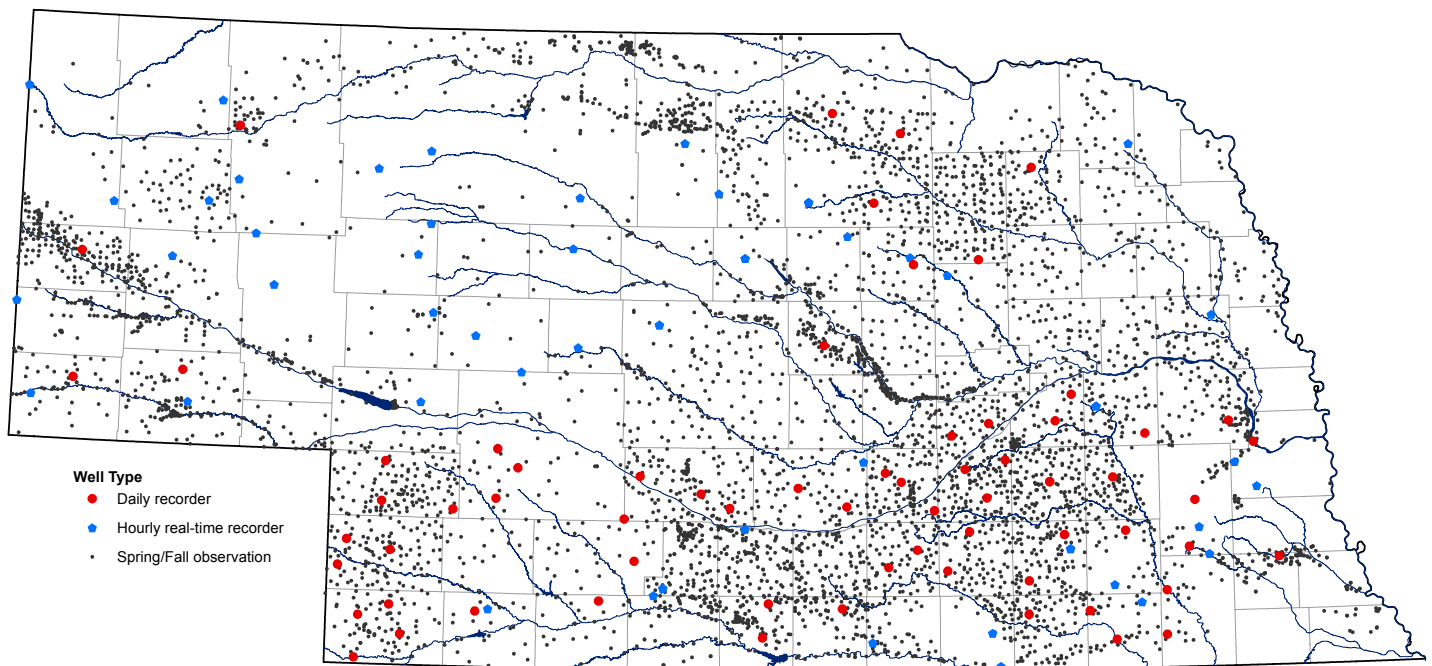 Well Type
Daily recorder
Hourly real-time recorder
Spring/Fall observation